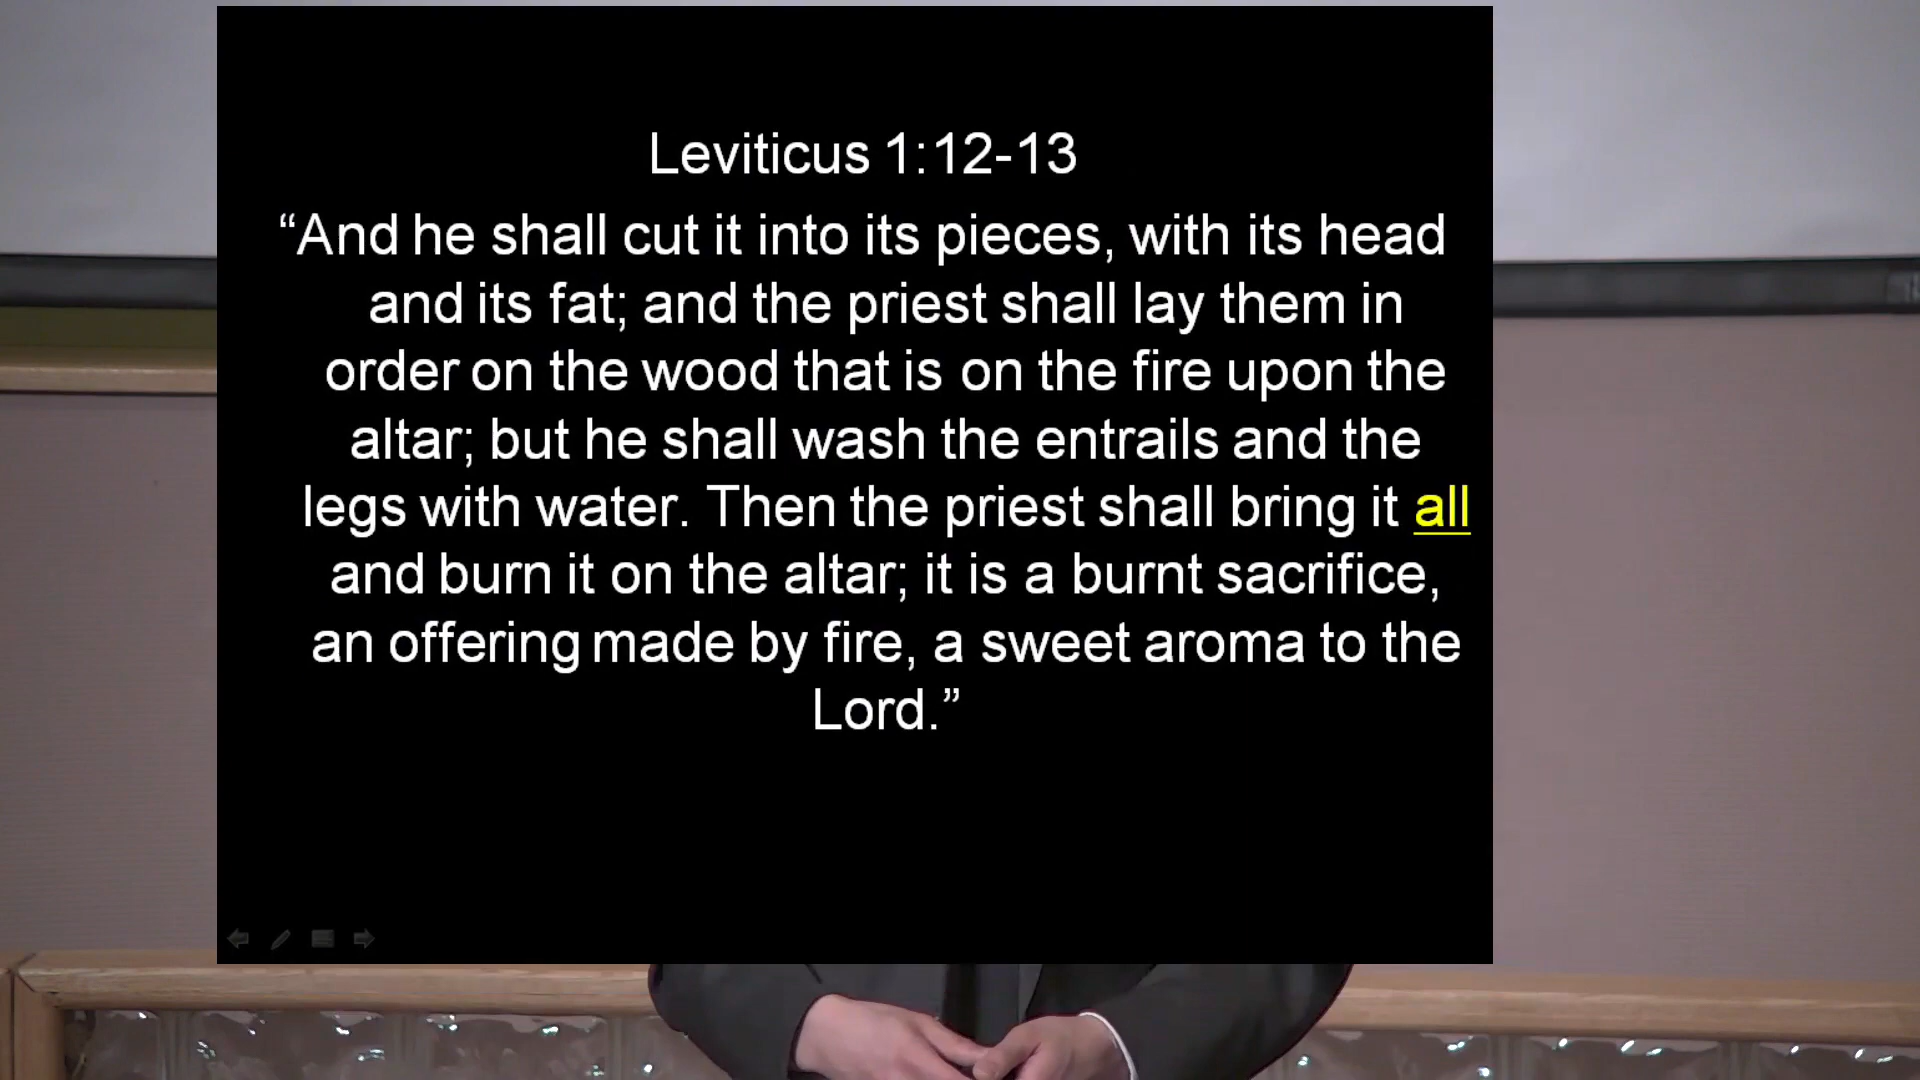 Leviticus 1:12-13
“And he shall cut it into its pieces, with its head
and its fat; and the priest shall lay them in
order on the wood that is on the fire upon the
altar; but he shall wash the entrails and the
legs with water. Then the priest shall bring it all
and burn it on the altar; it is a burnt sacrifice,
an offering made by fire, a sweet aroma to the
Lord.”